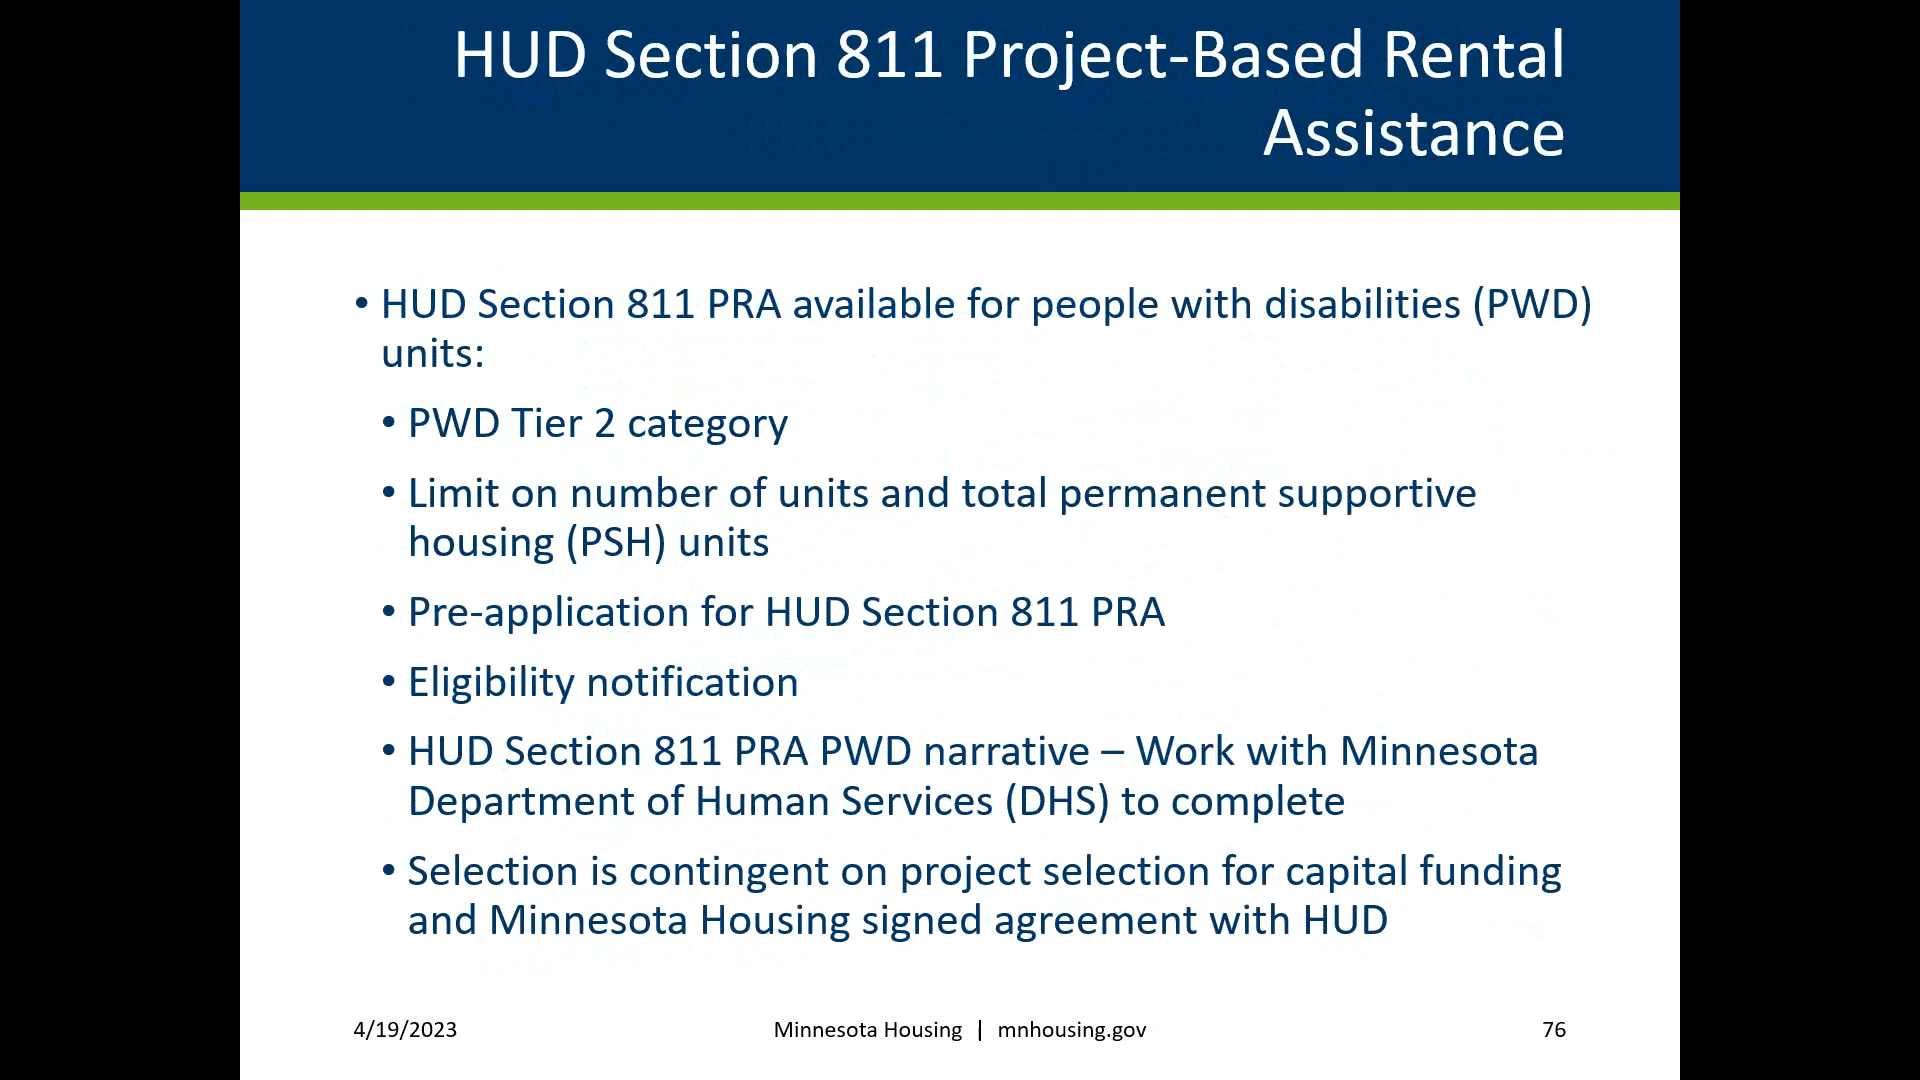 HUD Section 811 Project-Based Rental
Assistance
• HUD Section 811 PRA available for people with disabilities (PWD)
units:
• PWD Tier 2 category
• Limit on number of units and total permanent supportive
housing (PSH) units
• Pre-application for HUD Section 811 PRA
• Eligibility notification
• HUD Section 811 PRA PWD narrative – Work with Minnesota
Department of Human Services (DHS) to complete
• Selection is contingent on project selection for capital funding
and Minnesota Housing signed agreement with HUD
4/19/2023 Minnesota Housing | mnhousing.gov 76